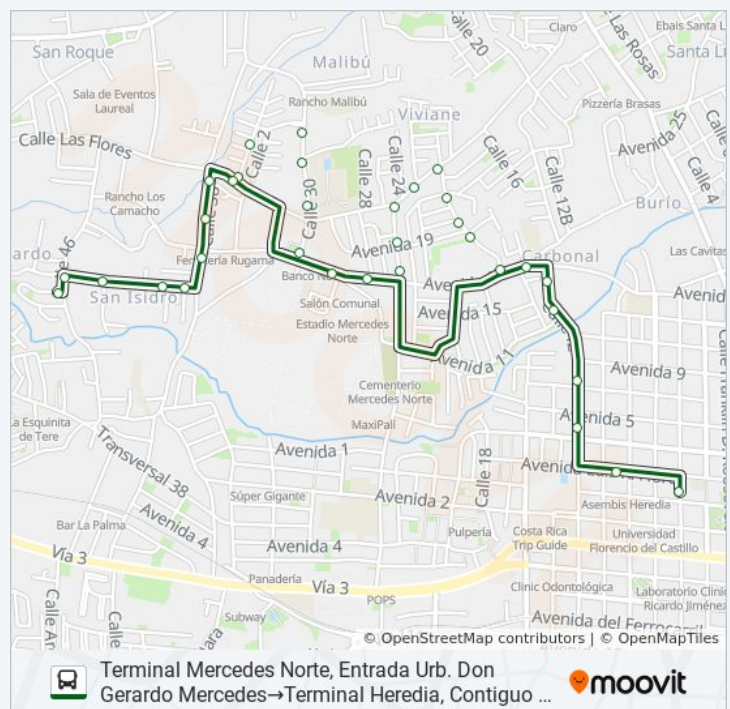 San Roque
Calle 20
Claro
Ebais Santa L
Las Rosas
Santa Lu
Malibú
Sala de Eventos
Laureal
Rancho Malibú
Pizzería Brasas
Viviane
Avenida 25
Calle Las Flores
Calle 2
Calle 30
Calle 28
Calle 24
Calle 16
Calle 12B
Calle 4
Rancho Los
Camacho
Burío
Avenida 19
Carbonal
Las Cavitas
Ferretería Rugama
San Isidro
Salón Comunal
Avenida 15
Avenid
Estadio Mercedes
Norte
Avenida 11
Avenida 9
Cementerio
Mercedes Norte
MaxiPalí
Avenida 5
La Esquinita
de Tere
Avenida 1
Transversal 38
Calle 18
Súper Gigante
Avenida 2
Asembis Heredia
Bar La Palma
Avenida 4
Pulpería
Costa Rica
Trip Guide
Universidad
Florencio del Castillo
Avenida 4
Vía 3
Panadería
Vía 3
POPS
Clinic Odontológica
Laboratorio Clínic
Ricardo Jiménez
Subway
Avenida del Ferrocarril
© OpenStreetMap contributors | © OpenMapTiles
Terminal Mercedes Norte, Entrada Urb. Don
Gerardo Mercedes→Terminal Heredia, Contiguo ...
moovit